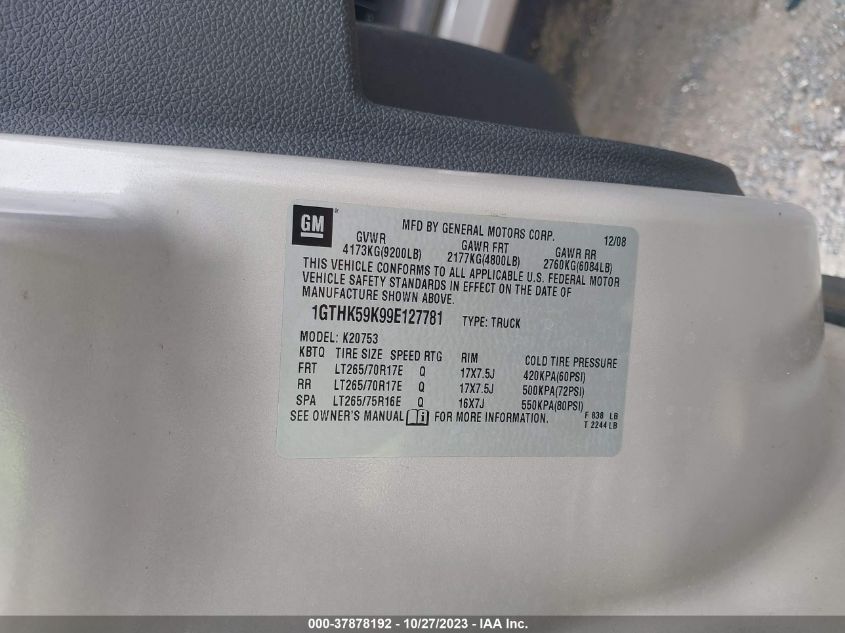 GM
MFD BY GENERAL MOTORS CORP. 12/08
GVWR GAWR FRT GAWR RR
4173KG(9200LB) 2177KG(4800LB) 2760KG(6084LB)
THIS VEHICLE CONFORMS TO ALL APPLICABLE U.S. FEDERAL MOTOR
VEHICLE SAFETY STANDARDS IN EFFECT ON THE DATE OF
MANUFACTURE SHOWN ABOVE.
1GTHK59K99E127781 TYPE: TRUCK
MODEL: K20753
KBTQ TIRE SIZE SPEED RTG RIM COLD TIRE PRESSURE
FRT LT265/70R17E Q 17X7.5J 420KPA(60PSI)
RR LT265/70R17E Q 17X7.5J 500KPA(72PSI)
SPA LT265/75R16E Q 16X7J 550KPA(80PSI)
SEE OWNER'S MANUAL i FOR MORE INFORMATION. F 838 LB
T 2244 LB
000-37878192 - 10/27/2023 - IAA Inc.